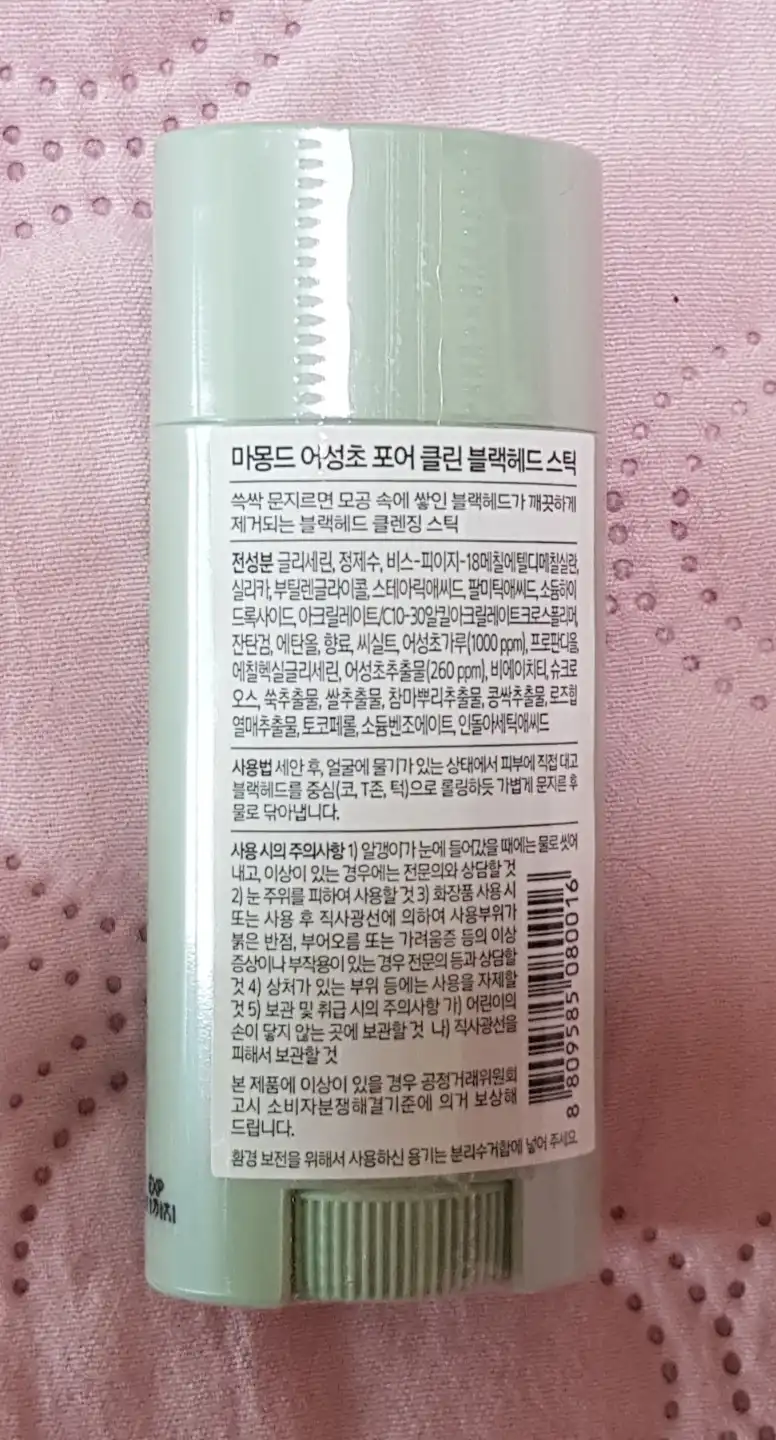 마몽드 어성초 포어 클린 블랙헤드 스틱
쓱싹 문지르면 모공 속에 쌓인 블랙헤드가 깨끗하게
제거되는 블랙헤드 클렌징 스틱
전성분 글리세린, 정제수, 비스-피이지-18메칠에텔디메칠실란,
실리카, 부틸렌글라이콜, 스테아릭애씨드, 팔미틱애씨드, 소듐하이
드록사이드, 아크릴레이트/C10-30알킬아크릴레이트크로스폴리머,
잔탄검, 에탄올, 향료, 씨실트, 어성초가루(1000 ppm), 프로판디올,
에칠헥실글리세린, 어성초추출물(260 ppm), 비에이치티, 슈크로
오스, 쑥추출물, 쌀추출물, 참마뿌리추출물, 콩싹추출물, 로즈힙
열매추출물, 토코페롤, 소듐벤조에이트, 인돌아세틱애씨드
사용법 세안 후, 얼굴에 물기가 있는 상태에서 피부에 직접 대고
블랙헤드를 중심(코, T존, 턱)으로 롤링하듯 가볍게 문지른 후
물로 닦아냅니다.
사용 시의 주의사항 1) 알갱이가 눈에 들어갔을 때에는 물로 씻어
내고, 이상이 있는 경우에는 전문의와 상담할 것
2) 눈 주위를 피하여 사용할 것 3) 화장품 사용 시
또는 사용 후 직사광선에 의하여 사용부위가
붉은 반점, 부어오름 또는 가려움증 등의 이상
증상이나 부작용이 있는 경우 전문의 등과 상담할
것 4) 상처가 있는 부위 등에는 사용을 자제할
것 5) 보관 및 취급 시의 주의사항 가) 어린이의
손이 닿지 않는 곳에 보관할 것 나) 직사광선을
피해서 보관할 것
본 제품에 이상이 있을 경우 공정거래위원회
고시 소비자분쟁해결기준에 의거 보상해
드립니다.
환경 보전을 위해서 사용하신 용기는 분리수거함에 넣어 주세요
8 809585 080016
EXP
까지